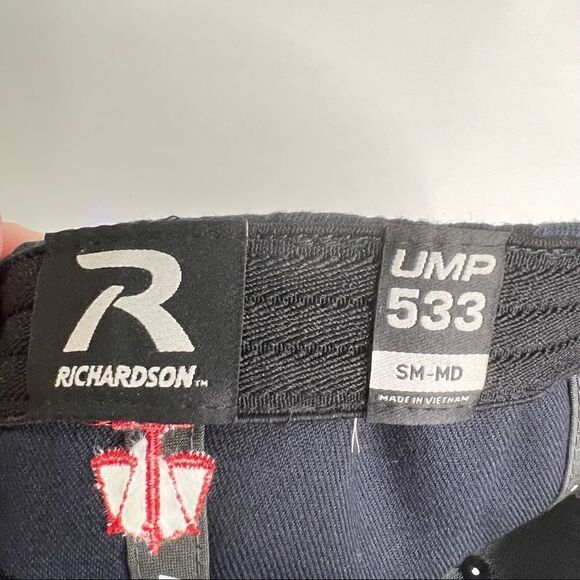 R
RICHARDSON™
UMP
533
SM-MD
MADE IN VIETNAM